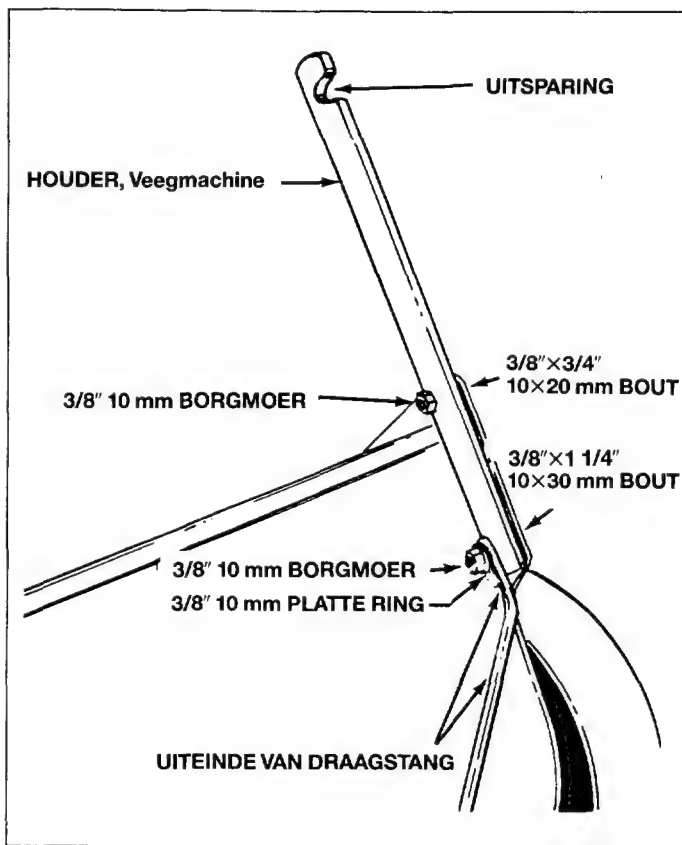 UITSPARING
HOUDER, Veegmachine
3/8″×3/4″
10×20 mm BOUT
3/8″ 10 mm BORGMOER
3/8″×1 1/4″
10×30 mm BOUT
3/8″ 10 mm BORGMOER
3/8″ 10 mm PLATTE RING
UITEINDE VAN DRAAGSTANG